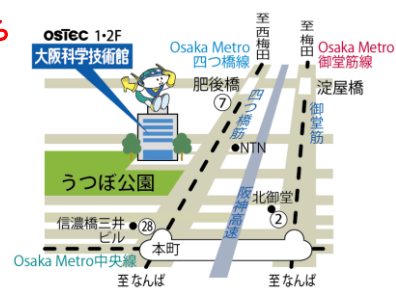 る
OSTEC 1・2F
大阪科学技術館
至西梅田
至梅田
Osaka Metro
四つ橋線
Osaka Metro
御堂筋線
肥後橋
⑦
淀屋橋
四つ橋筋
御堂筋
NTN
うつぼ公園
阪神高速
北御堂
②
信濃橋三井
ビル
㉘
本町
Osaka Metro中央線
至なんば
至なんば